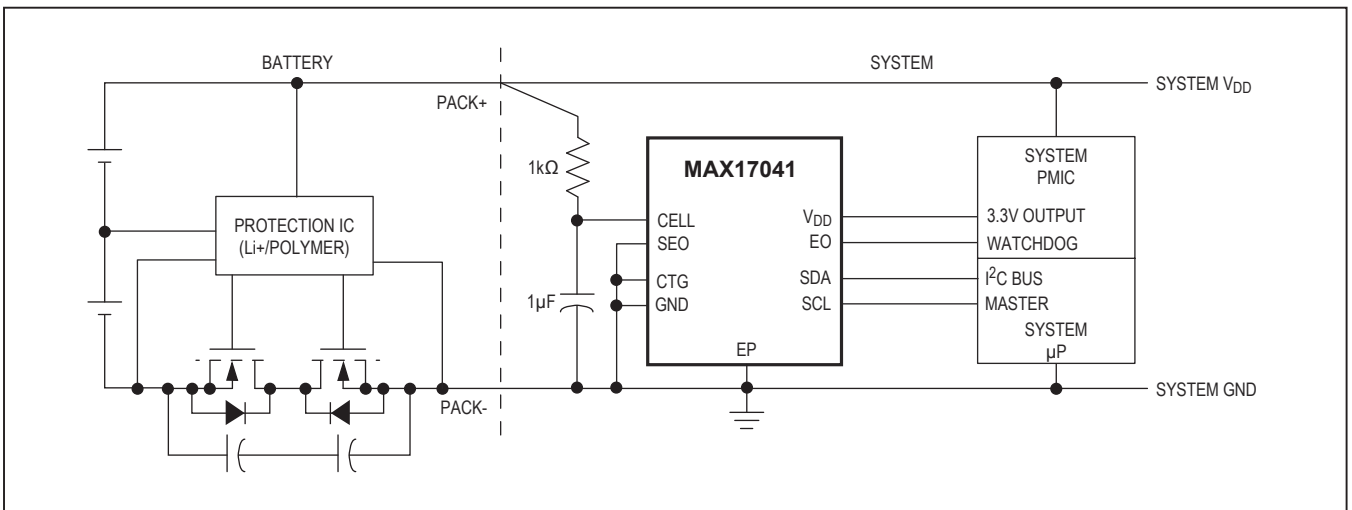 BATTERY
SYSTEM
PACK+
SYSTEM VDD
1kΩ
MAX17041
SYSTEM
PMIC
PROTECTION IC
(Li+/POLYMER)
CELL
SEO
CTG
GND
VDD
EO
SDA
SCL
EP
3.3V OUTPUT
WATCHDOG
I²C BUS
MASTER
SYSTEM
µP
1µF
PACK-
SYSTEM GND